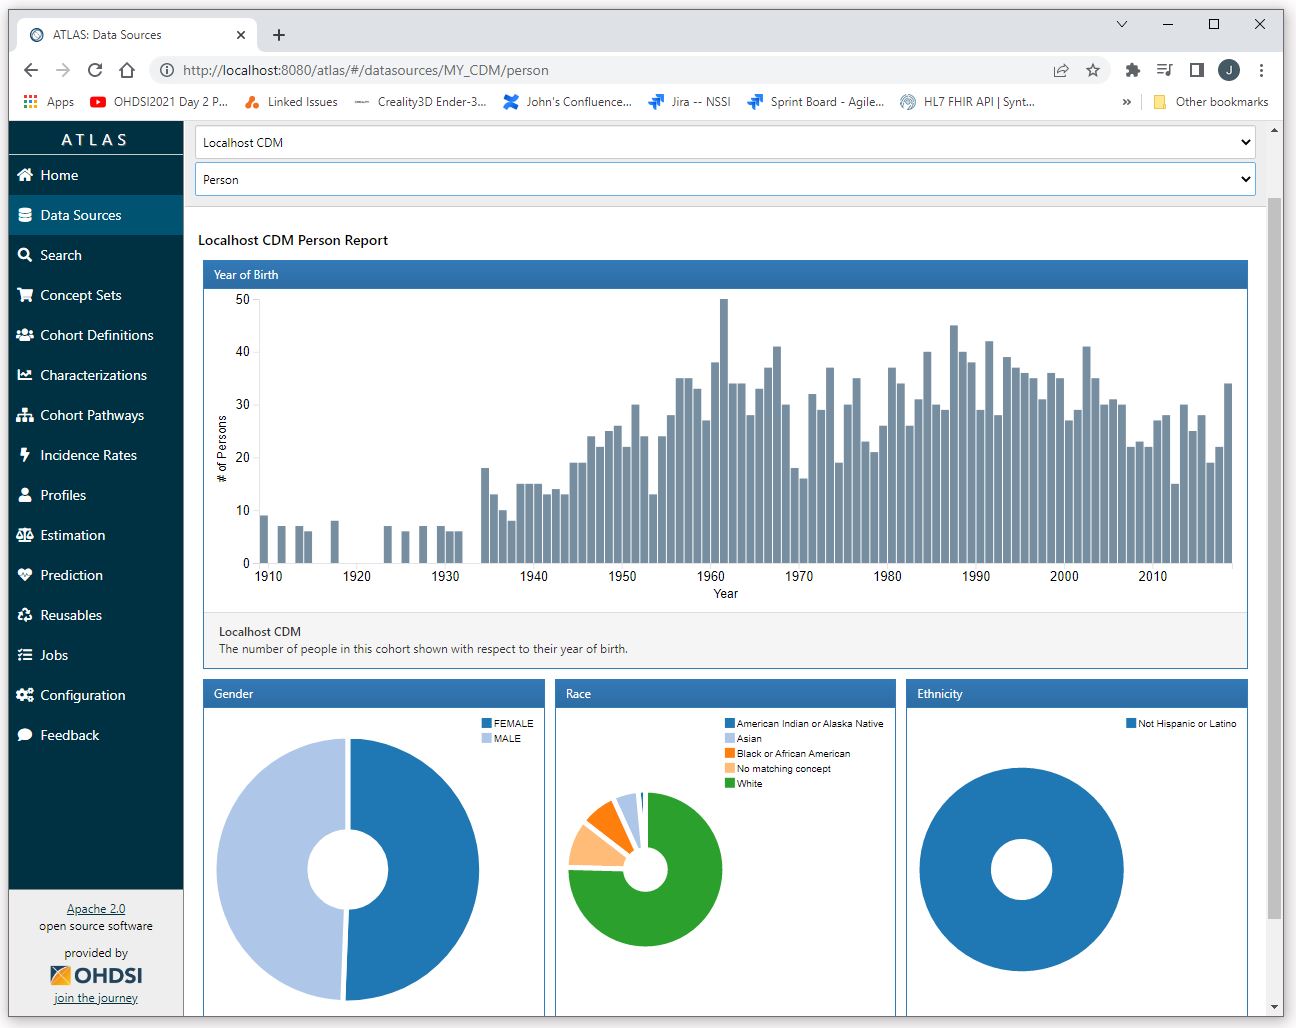 ATLAS: Data Sources
http://localhost:8080/atlas/#/datasources/MY_CDM/person
J
Apps
OHDSI2021 Day 2 P...
Linked Issues
Creality3D Ender-3...
John's Confluence...
Jira -- NSSI
Sprint Board - Agile...
HL7 FHIR API | Synt...
»
Other bookmarks
ATLAS
Home
Data Sources
Search
Concept Sets
Cohort Definitions
Characterizations
Cohort Pathways
Incidence Rates
Profiles
Estimation
Prediction
Reusables
Jobs
Configuration
Feedback
Apache 2.0
open source software
provided by
OHDSI
join the journey
Localhost CDM
Person
Localhost CDM Person Report
Year of Birth
50
40
30
20
10
0
# of Persons
1910 1920 1930 1940 1950 1960 1970 1980 1990 2000 2010
Year
Localhost CDM
The number of people in this cohort shown with respect to their year of birth.
Gender
FEMALE
MALE
Race
American Indian or Alaska Native
Asian
Black or African American
No matching concept
White
Ethnicity
Not Hispanic or Latino